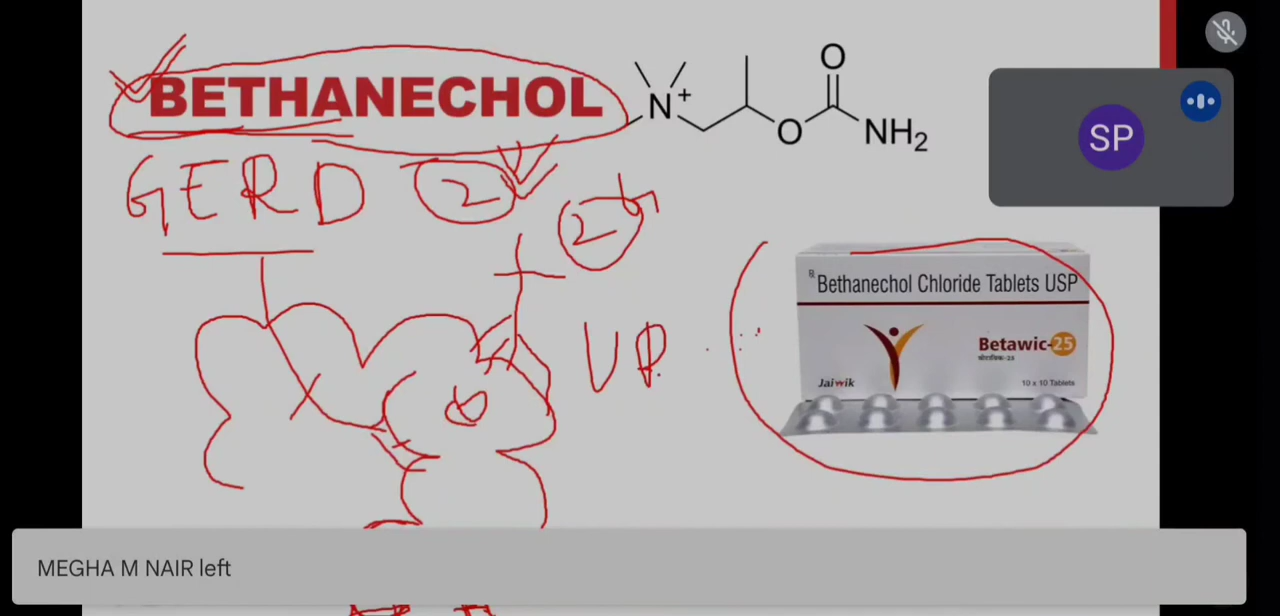 BETHANECHOL
N+
O
O
NH2
SP
GERD 2
2
UP.
℞Bethanechol Chloride Tablets USP
Betawic-25
बीटाविक-25
Jaiwik
10 x 10 Tablets
MEGHA M NAIR left